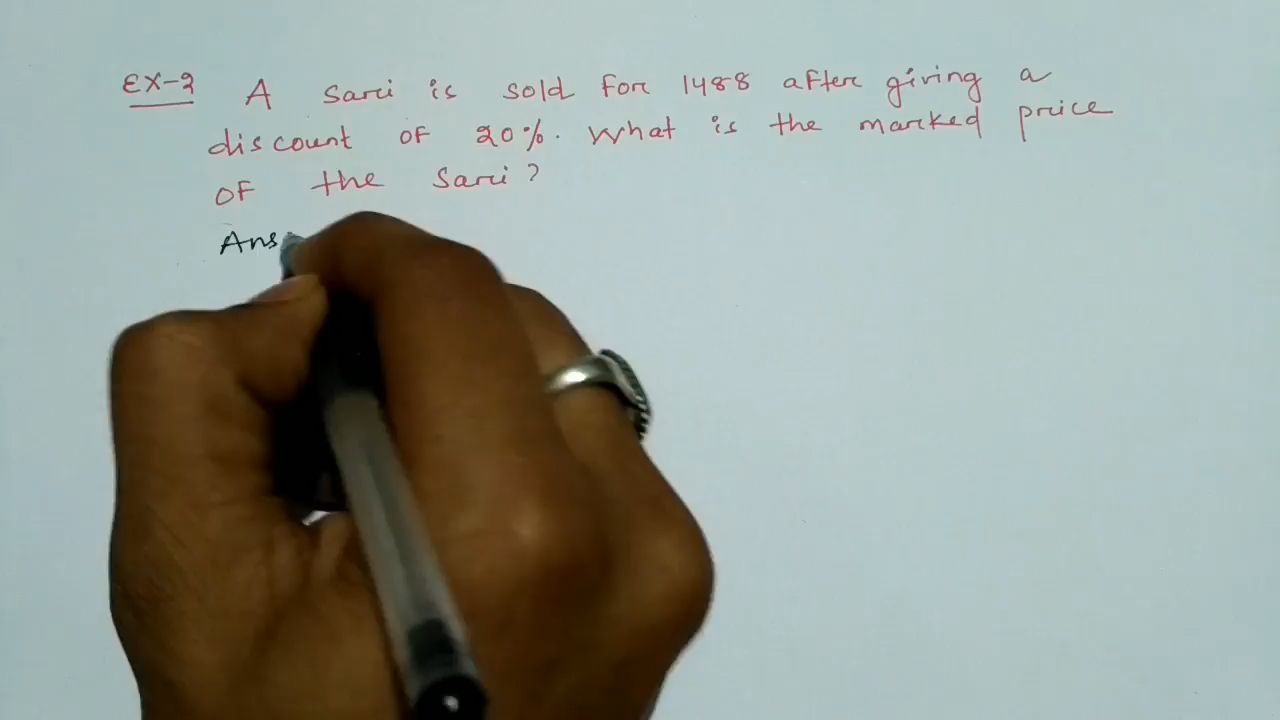 EX-2 A sari is sold for 1488 after giving a
discount of 20%. What is the marked price
of the sari?
Ans